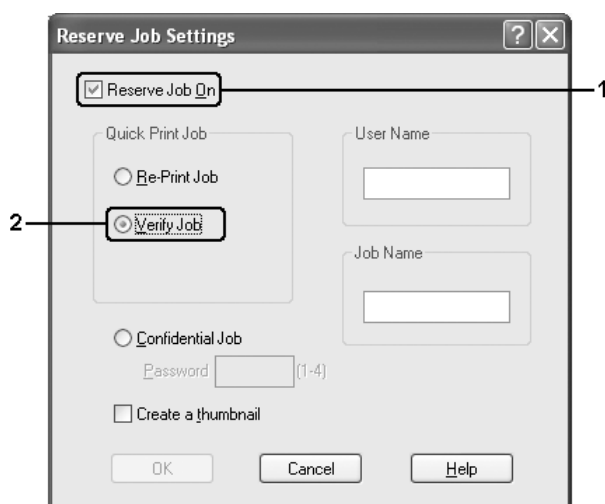 Reserve Job Settings
Reserve Job On
1
Quick Print Job
User Name
Re-Print Job
2
Verify Job
Job Name
Confidential Job
Password
(1-4)
Create a thumbnail
OK
Cancel
Help